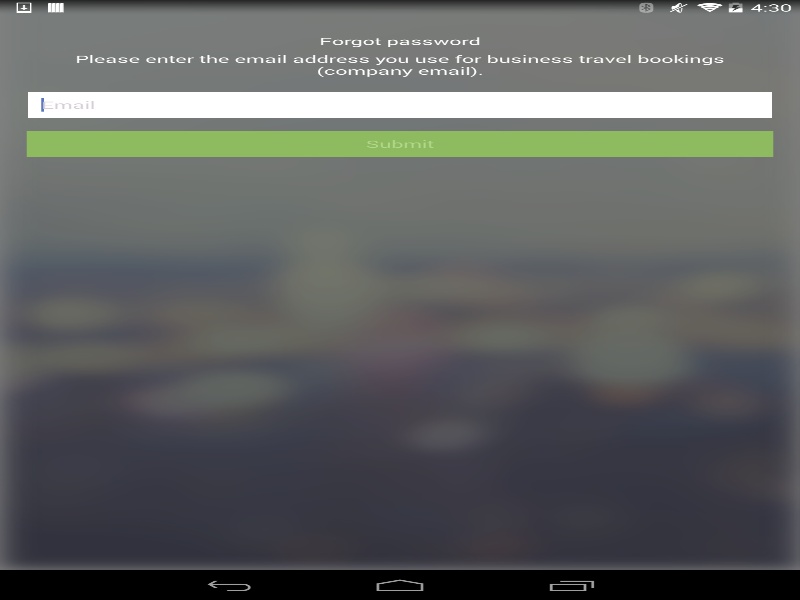 4:30
Forgot password
Please enter the email address you use for business travel bookings
(company email).
Email
Submit